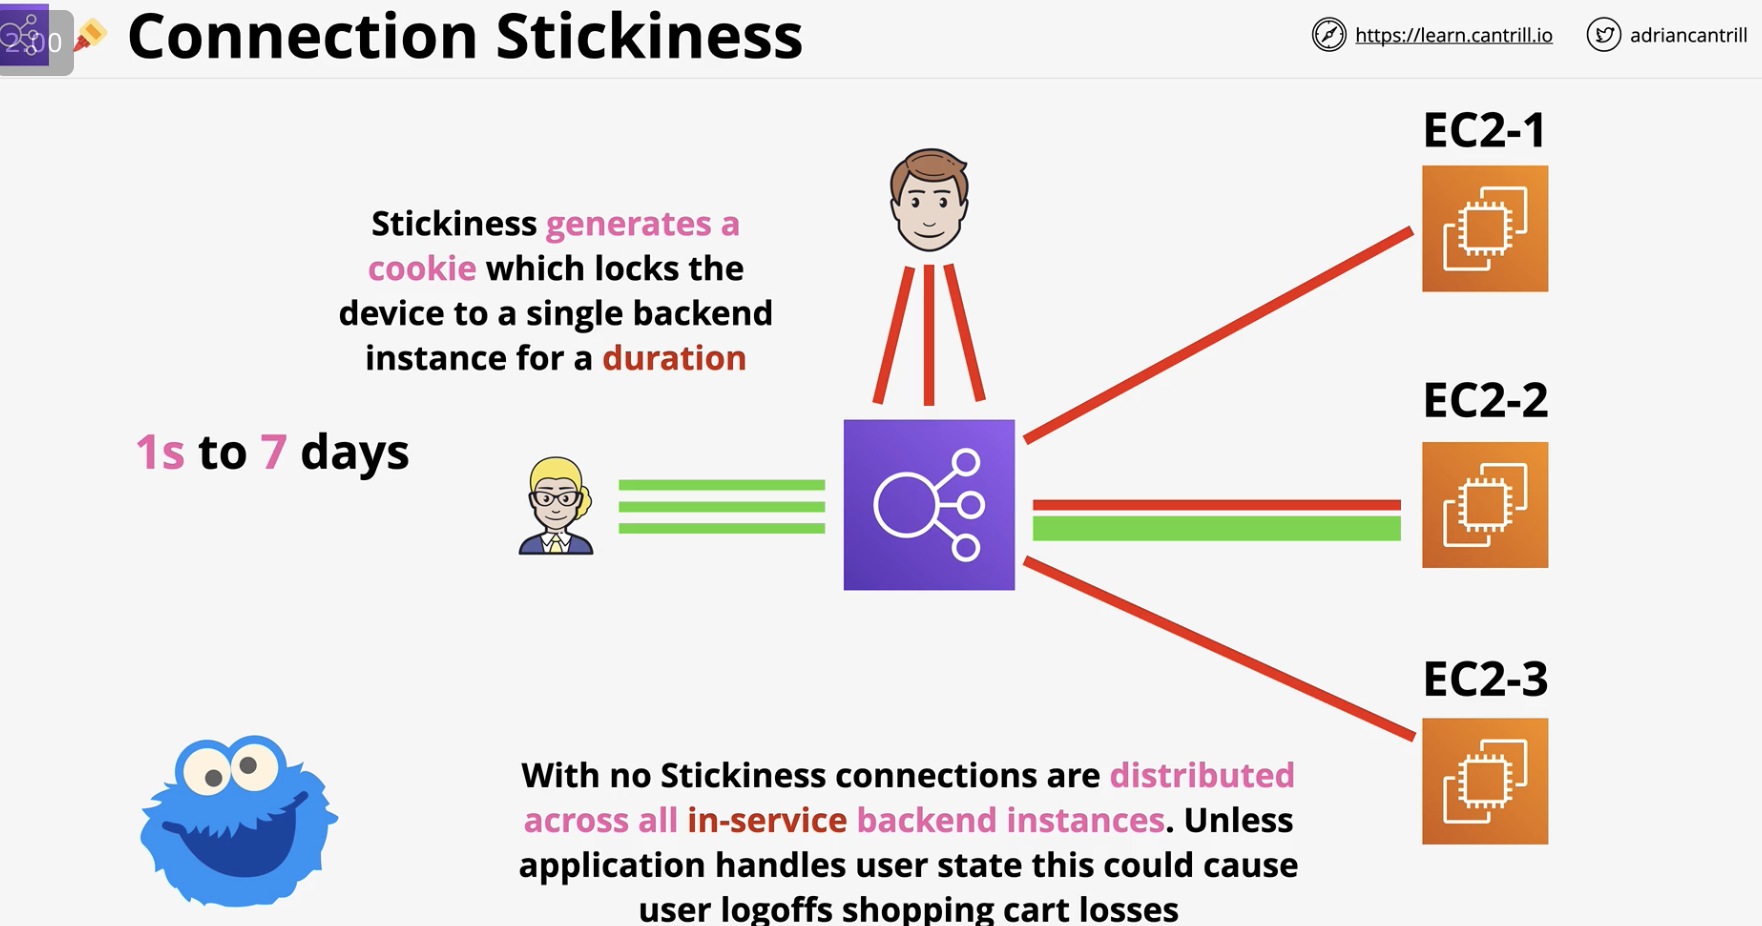 2:00
Connection Stickiness
https://learn.cantrill.io
adriancantrill
EC2-1
Stickiness generates a
cookie which locks the
device to a single backend
instance for a duration
EC2-2
1s to 7 days
EC2-3
With no Stickiness connections are distributed
across all in-service backend instances. Unless
application handles user state this could cause
user logoffs shopping cart losses